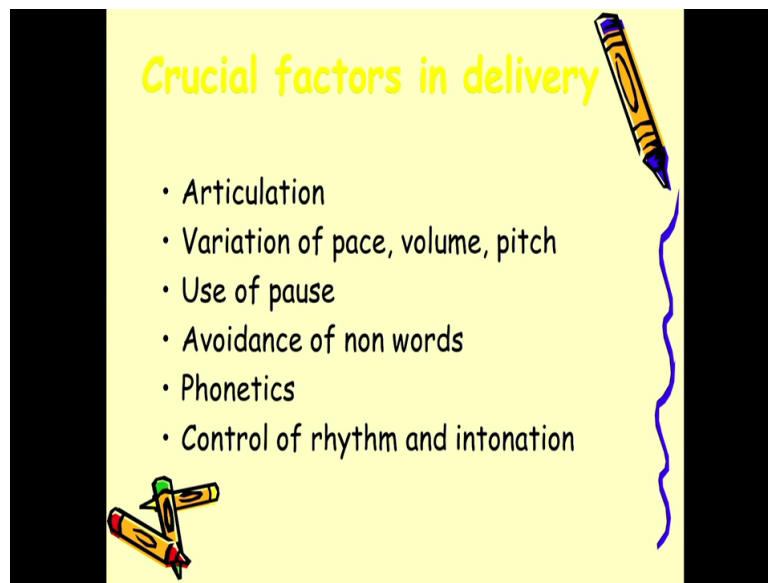 Crucial factors in delivery
• Articulation
• Variation of pace, volume, pitch
• Use of pause
• Avoidance of non words
• Phonetics
• Control of rhythm and intonation